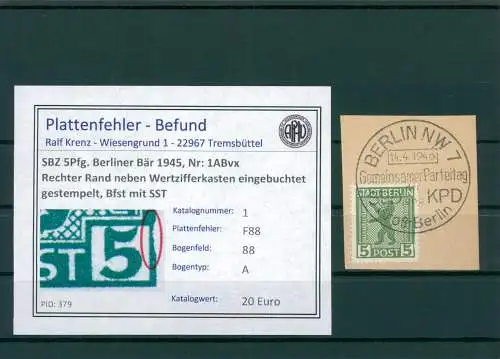 Plattenfehler - Befund
Ralf Krenz - Wiesengrund 1 - 22967 Tremsbüttel
SBZ 5Pfg. Berliner Bär 1945, Nr: 1ABvx
Rechter Rand neben Wertzifferkasten eingebuchtet
gestempelt, Bfst mit SST
Katalognummer: 1
Plattenfehler: F88
Bogenfeld: 88
Bogentyp: A
Katalogwert: 20 Euro
ST 5
PID: 379
BERLIN NW 7
Gemeinsamer Parteitag
KPD
Berlin
STADT BERLIN
5 POST 5